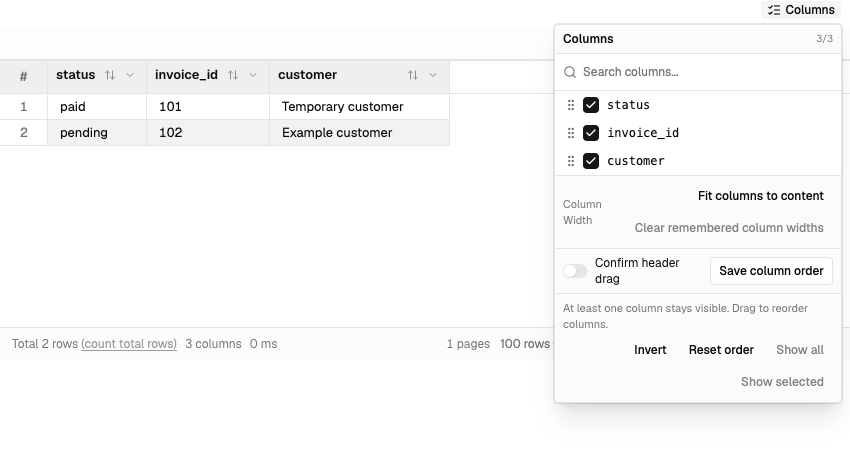 Columns
Columns 3/3
Search columns...
# status invoice_id customer
1 paid 101 Temporary customer
2 pending 102 Example customer
status
invoice_id
customer
Column
Width
Fit columns to content
Clear remembered column widths
Confirm header
drag
Save column order
At least one column stays visible. Drag to reorder
columns.
Invert Reset order Show all
Show selected
Total 2 rows (count total rows) 3 columns 0 ms 1 pages 100 rows